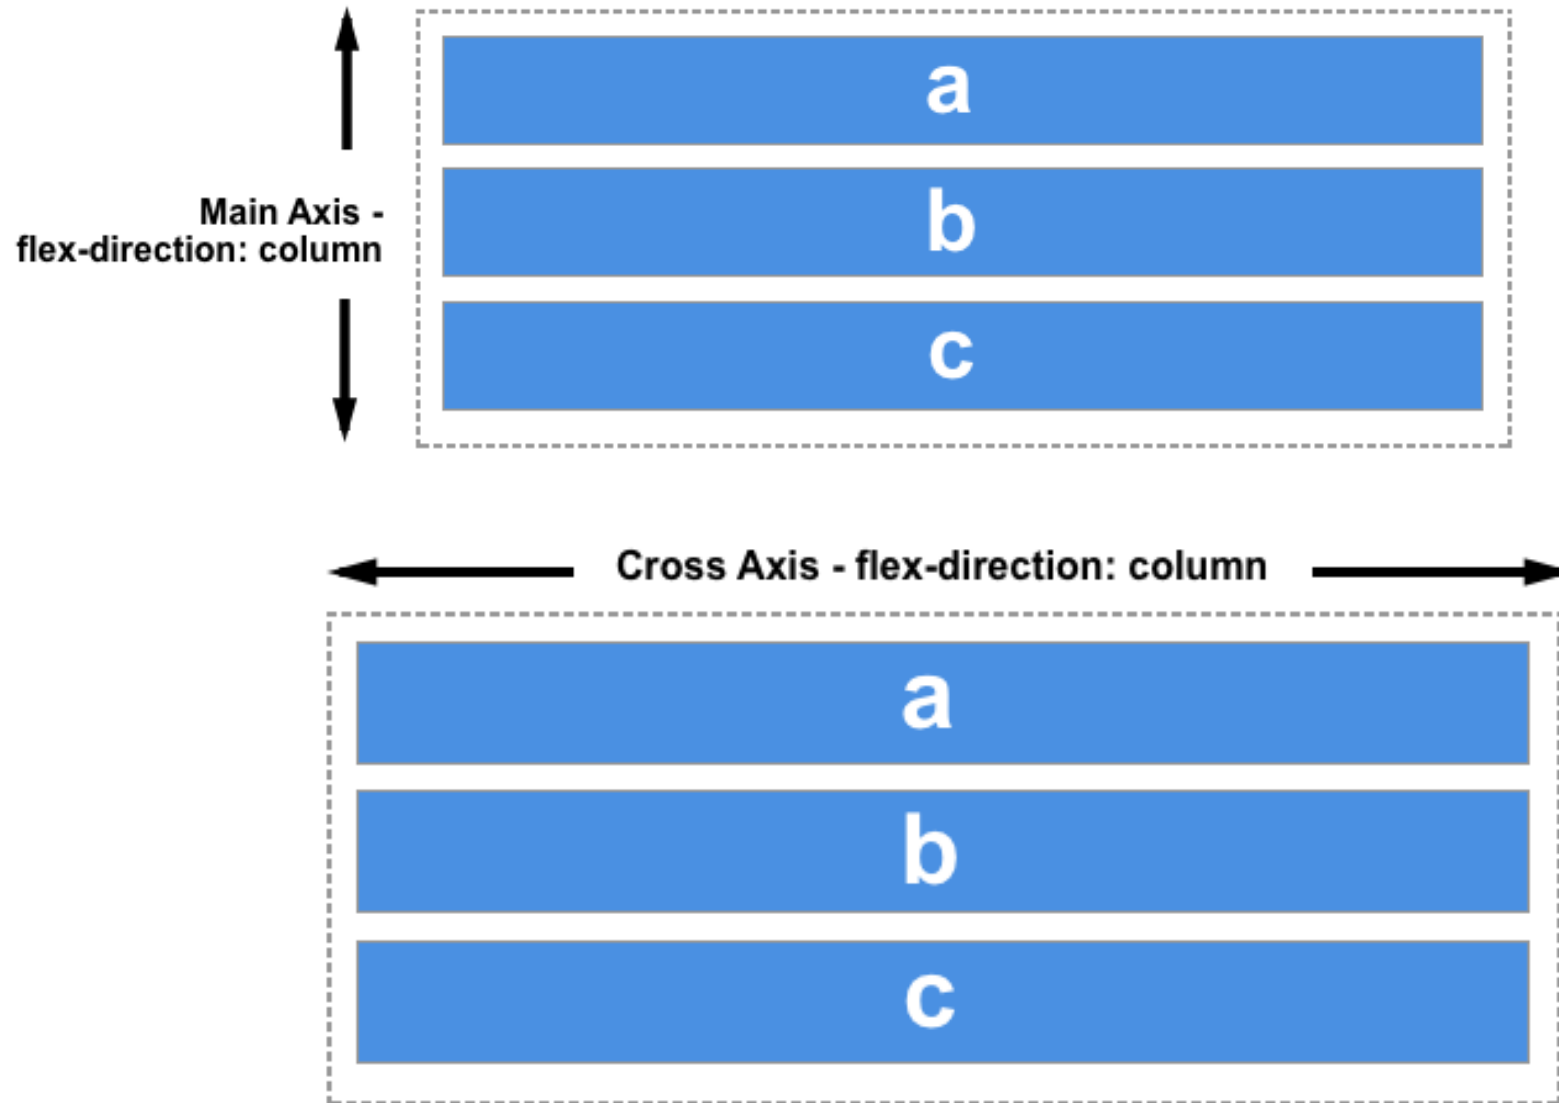 a
Main Axis -
flex-direction: column
b
c
Cross Axis - flex-direction: column
a
b
c